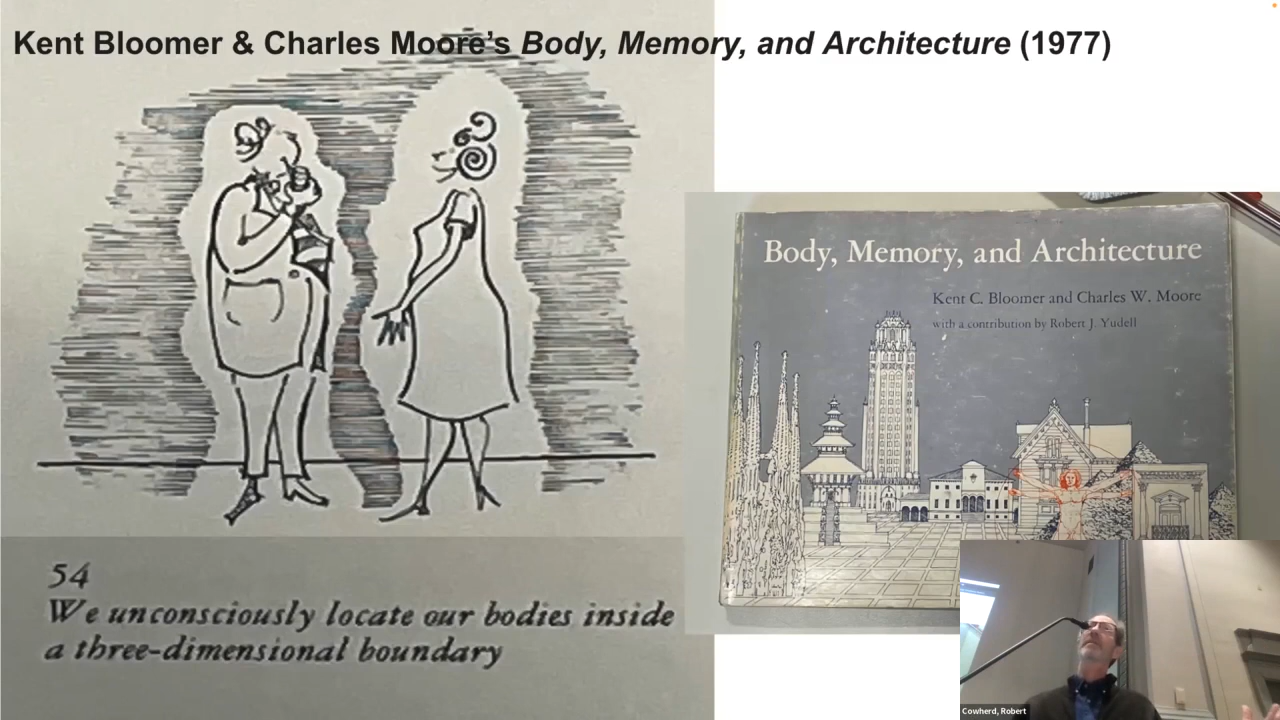 Kent Bloomer & Charles Moore's Body, Memory, and Architecture (1977)
54
We unconsciously locate our bodies inside
a three-dimensional boundary
Body, Memory, and Architecture
Kent C. Bloomer and Charles W. Moore
with a contribution by Robert J. Yudell
Cowherd, Robert